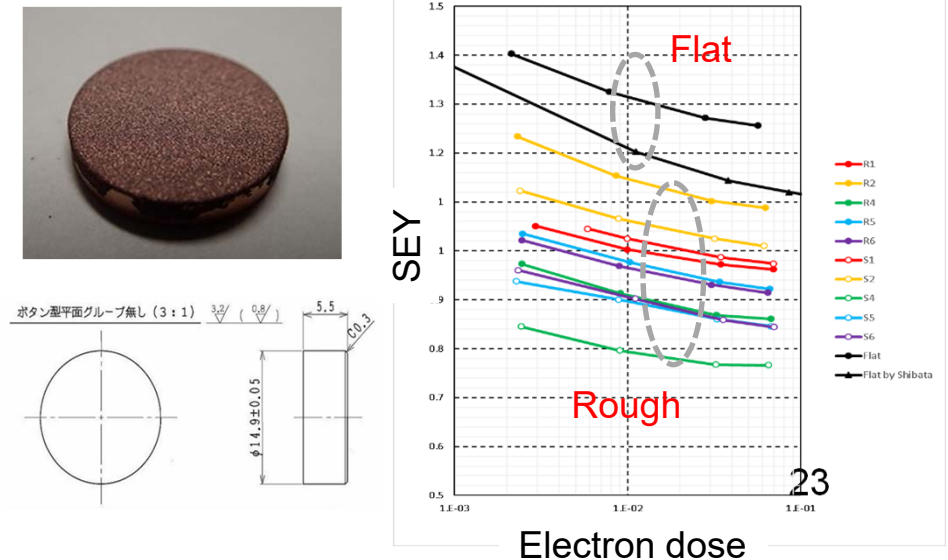 ボタン型平面グループ無し (3:1) 3.2 ( 0.8 )
5.5
C0.3
φ14.9±0.05
1.5
1.4
1.3
1.2
1.1
1
.9
0.8
0.7
0.6
0.5
1.E-03
1.E-02
1.E-01
SEY
Electron dose
Flat
Rough
R1
R2
R4
R5
R6
S1
S2
S4
S5
S6
Flat
Flat by Shibata
23